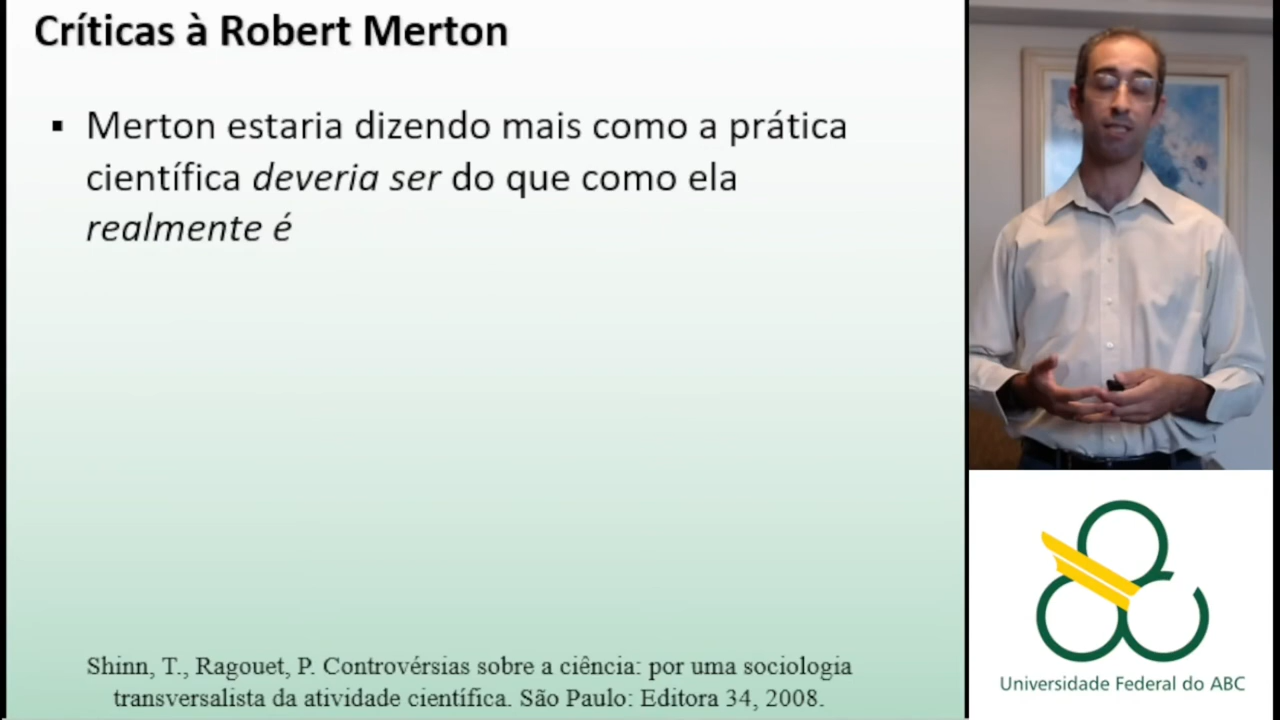 Críticas à Robert Merton
▪ Merton estaria dizendo mais como a prática
científica deveria ser do que como ela
realmente é
Shinn, T., Ragouet, P. Controvérsias sobre a ciência: por uma sociologia
transversalista da atividade científica. São Paulo: Editora 34, 2008.
Universidade Federal do ABC